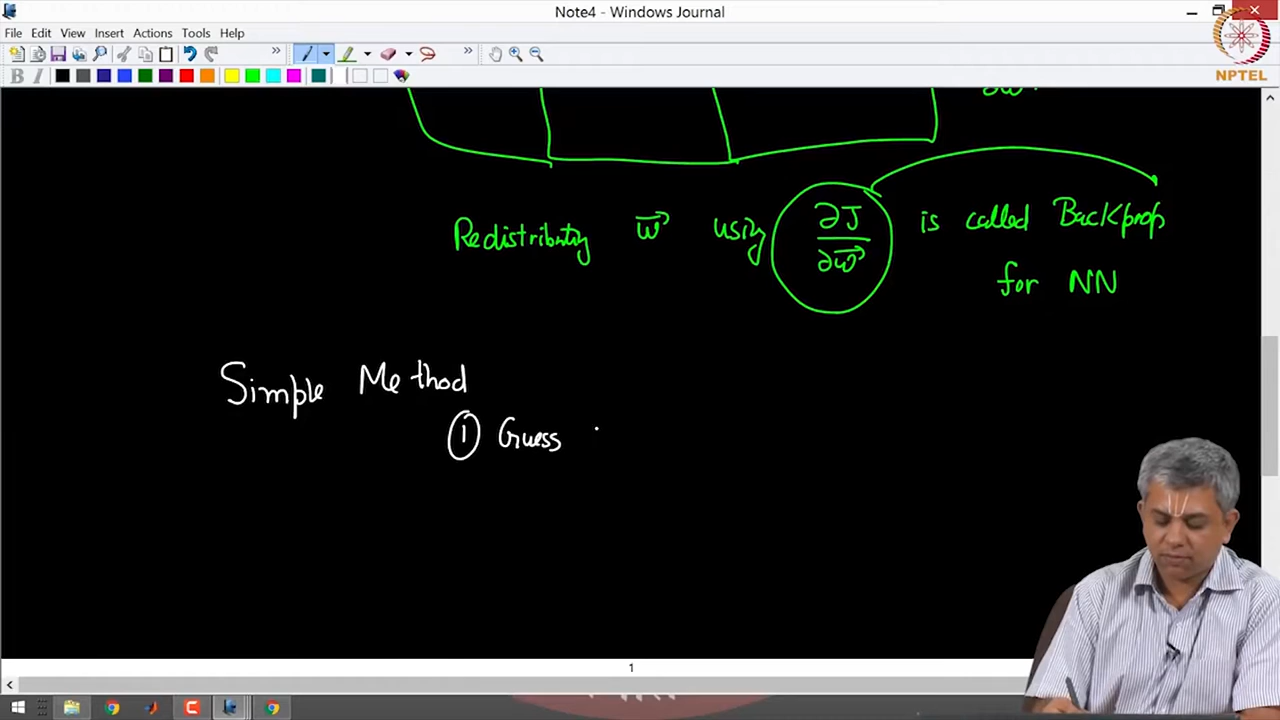 Note4 - Windows Journal
NPTEL
File Edit View Insert Actions Tools Help
Redistributing w⃗ using ∂J/∂w⃗ is called Backprop
for NN
Simple Method
① Guess
1